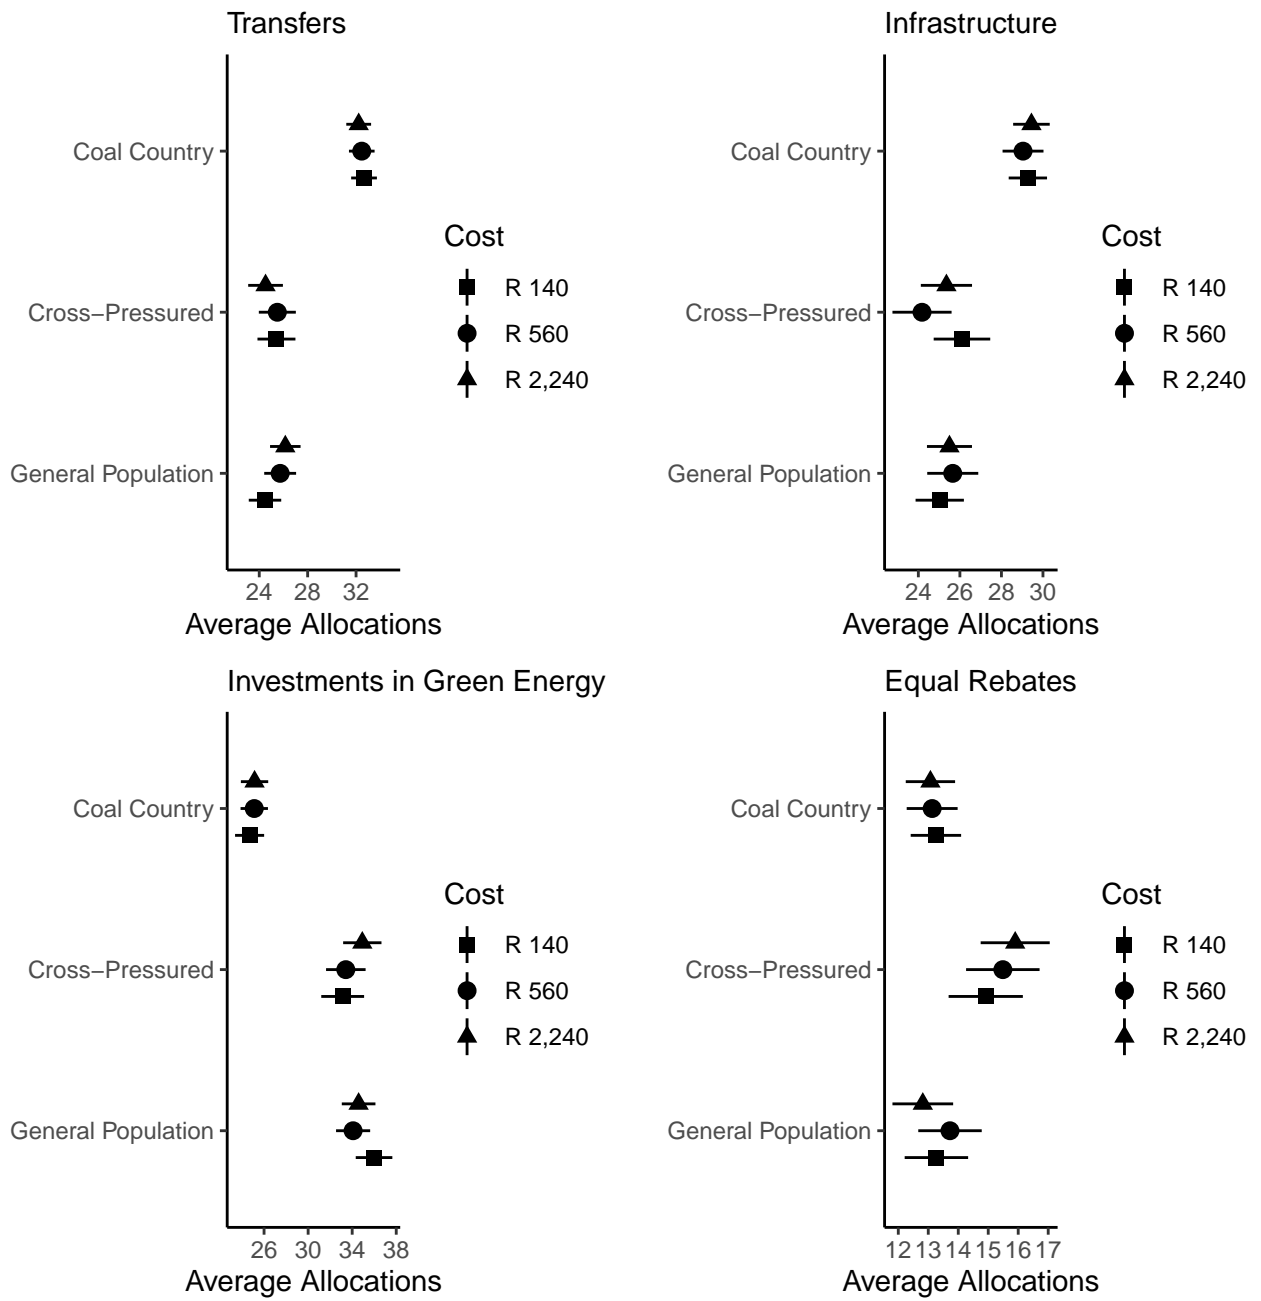 Transfers
Coal Country
Cross−Pressured
General Population
24 28 32
Average Allocations
Cost
R 140
R 560
R 2,240
Infrastructure
Coal Country
Cross−Pressured
General Population
24 26 28 30
Average Allocations
Cost
R 140
R 560
R 2,240
Investments in Green Energy
Coal Country
Cross−Pressured
General Population
26 30 34 38
Average Allocations
Cost
R 140
R 560
R 2,240
Equal Rebates
Coal Country
Cross−Pressured
General Population
12 13 14 15 16 17
Average Allocations
Cost
R 140
R 560
R 2,240